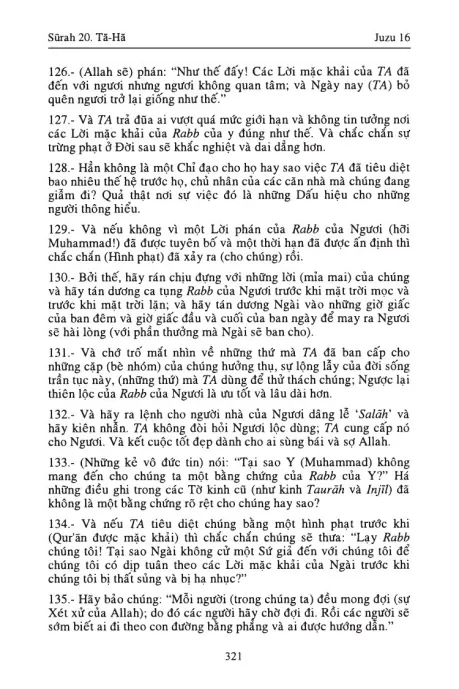 Sūrah 20. Tā-Hā Juzu 16
126.- (Allah sẽ) phán: “Như thế đấy! Các Lời mặc khải của TA đã
đến với ngươi nhưng ngươi không quan tâm; và Ngày nay (TA) bỏ
quên ngươi trở lại giống như thế.”
127.- Và TA trả đũa ai vượt quá mức giới hạn và không tin tưởng nơi
các Lời mặc khải của Rabb của y đúng như thế. Và chắc chắn sự
trừng phạt ở Đời sau sẽ khắc nghiệt và dai dẳng hơn.
128.- Hẳn không là một Chỉ đạo cho họ hay sao việc TA đã tiêu diệt
bao nhiêu thế hệ trước họ, chủ nhân của các căn nhà mà chúng đang
giẫm đi? Quả thật nơi sự việc đó là những Dấu hiệu cho những
người thông hiểu.
129.- Và nếu không vì một Lời phán của Rabb của Ngươi (hỡi
Muhammad!) đã được tuyên bố và một thời hạn đã được ấn định thì
chắc chắn (Hình phạt) đã xảy ra (cho chúng) rồi.
130.- Bởi thế, hãy rán chịu đựng với những lời (mỉa mai) của chúng
và hãy tán dương ca tụng Rabb của Ngươi trước khi mặt trời mọc và
trước khi mặt trời lặn; và hãy tán dương Ngài vào những giờ giấc
của ban đêm và giờ giấc đầu và cuối của ban ngày để may ra Ngươi
sẽ hài lòng (với phần thưởng mà Ngài sẽ ban cho).
131.- Và chớ trố mắt nhìn về những thứ mà TA đã ban cấp cho
những cặp (bè nhóm) của chúng hưởng thụ, sự lộng lẫy của đời sống
trần tục này, (những thứ) mà TA dùng để thử thách chúng; Ngược lại
thiên lộc của Rabb của Ngươi là ưu tốt và lâu dài hơn.
132.- Và hãy ra lệnh cho người nhà của Ngươi dâng lễ ‘Salāh’ và
hãy kiên nhẫn. TA không đòi hỏi Ngươi lộc dùng; TA cung cấp nó
cho Ngươi. Và kết cuộc tốt đẹp dành cho ai sùng bái và sợ Allah.
133.- (Những kẻ vô đức tin) nói: “Tại sao Y (Muhammad) không
mang đến cho chúng ta một bằng chứng của Rabb của Y?” Há
những điều ghi trong các Tờ kinh cũ (như kinh Taurāh và Injīl) đã
không là một bằng chứng rõ rệt cho chúng hay sao?
134.- Và nếu TA tiêu diệt chúng bằng một hình phạt trước khi
(Qur’ān được mặc khải) thì chắc chắn chúng sẽ thưa: “Lạy Rabb
chúng tôi! Tại sao Ngài không cử một Sứ giả đến với chúng tôi để
chúng tôi có dịp tuân theo các Lời mặc khải của Ngài trước khi
chúng tôi bị thất sủng và bị hạ nhục?”
135.- Hãy bảo chúng: “Mỗi người (trong chúng ta) đều mong đợi (sự
Xét xử của Allah); do đó các người hãy chờ đợi đi. Rồi các người sẽ
sớm biết ai đi theo con đường bằng phẳng và ai được hướng dẫn.”
321